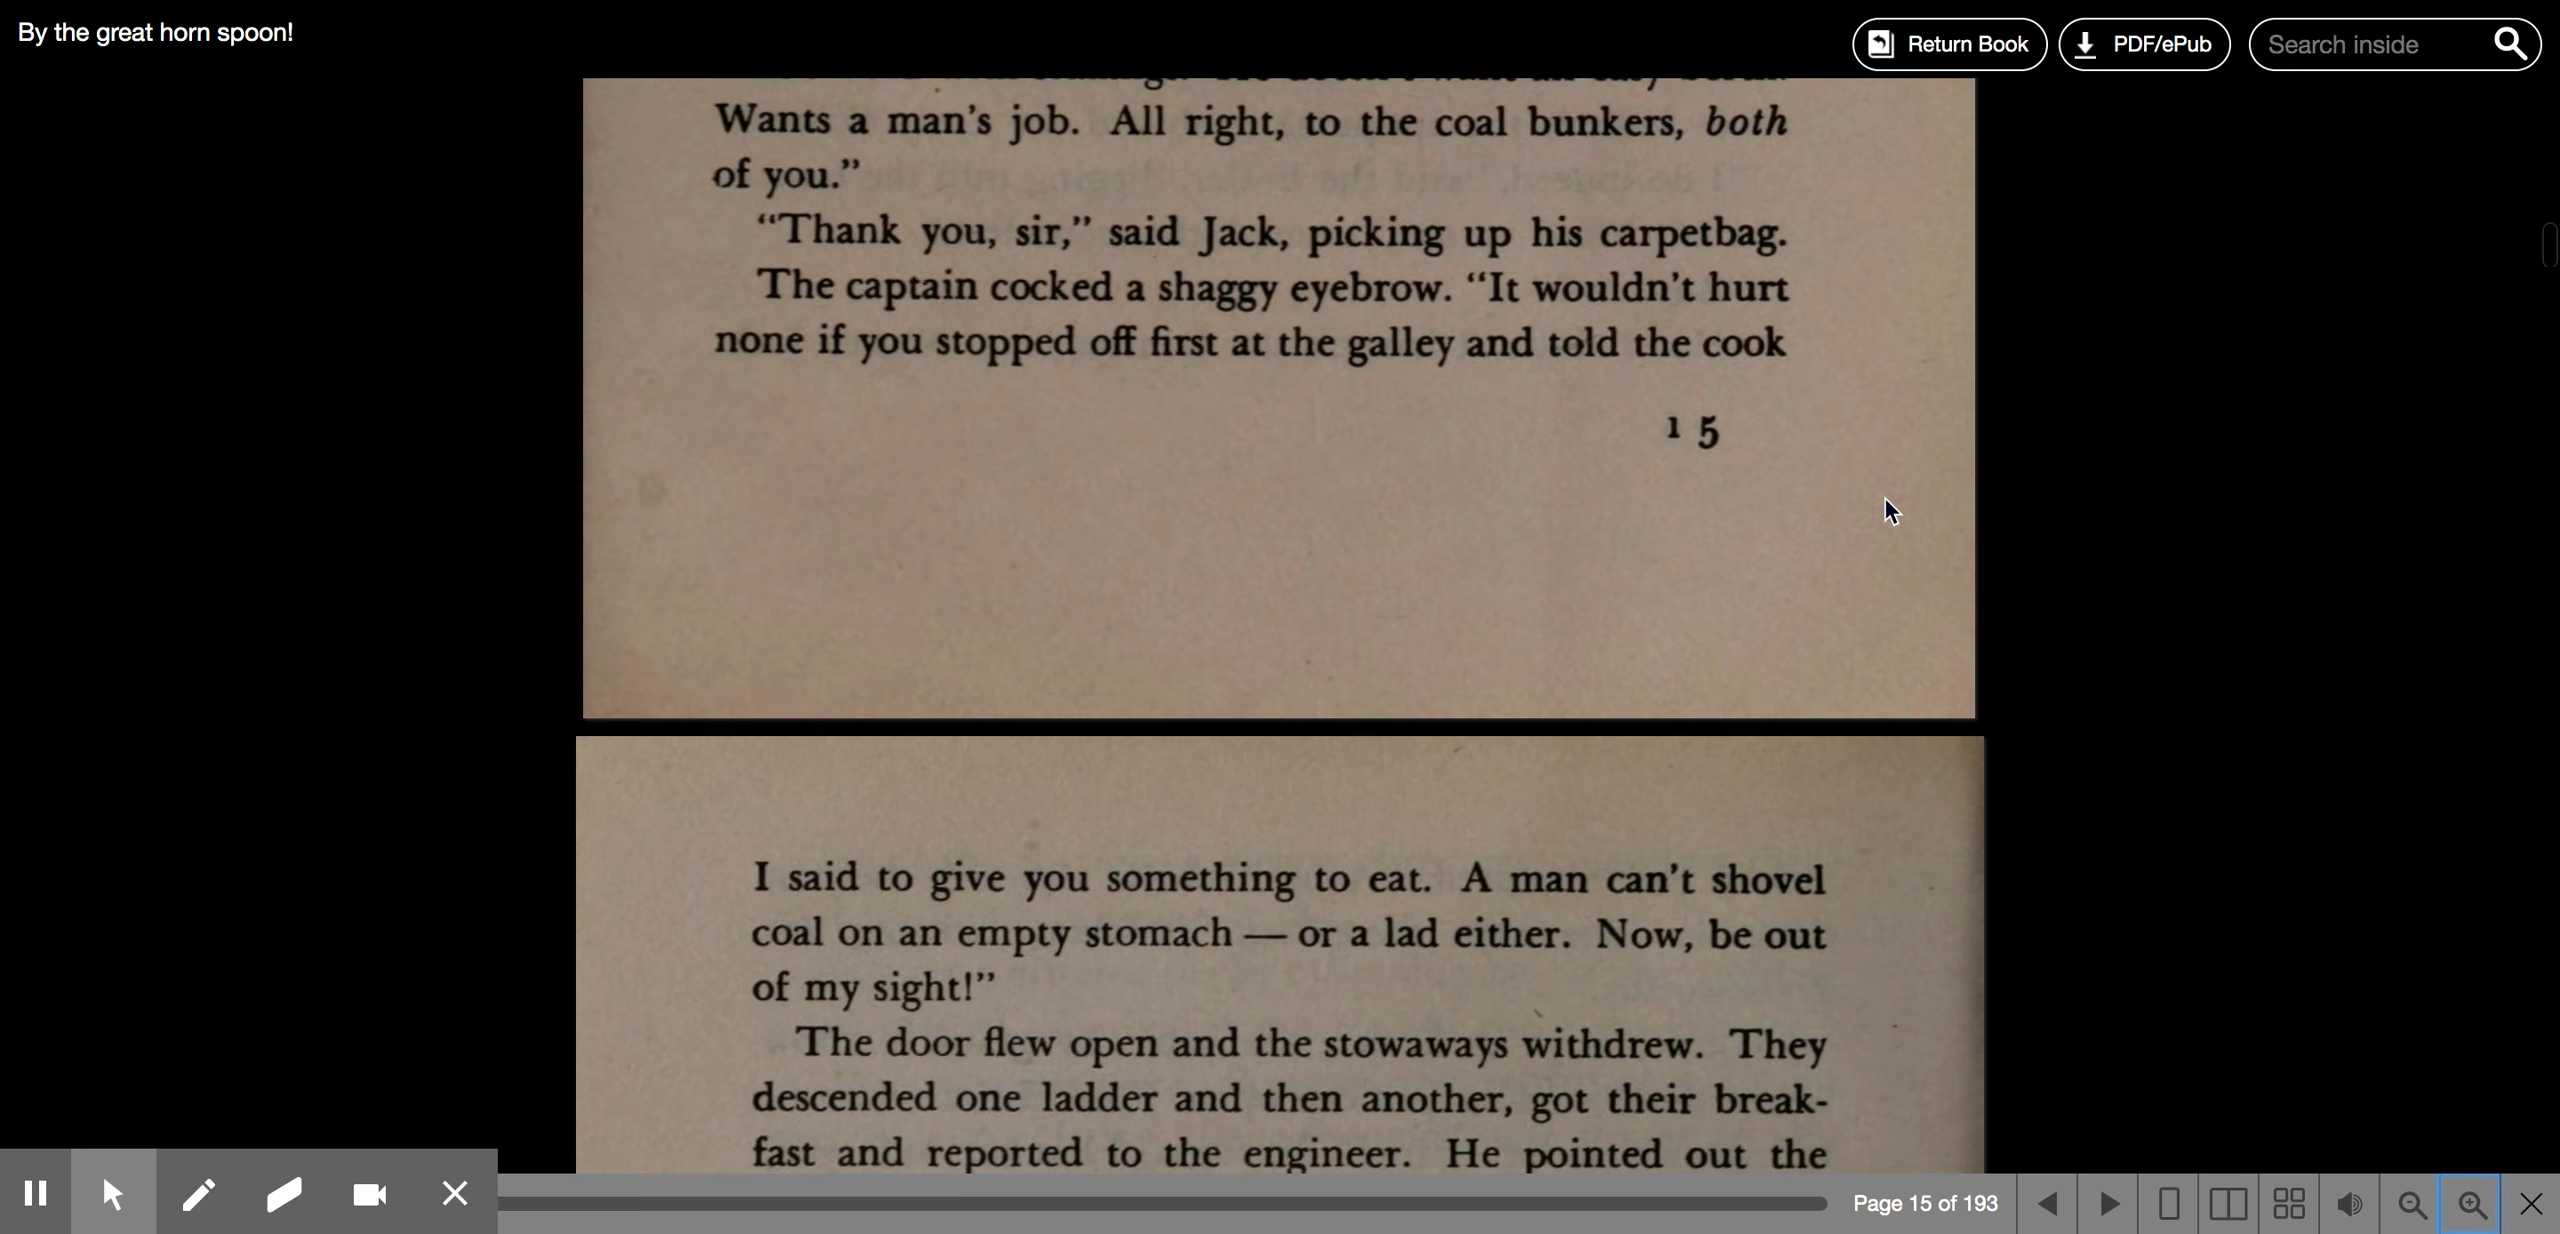 By the great horn spoon!
Return Book
PDF/ePub
Search inside
Wants a man's job. All right, to the coal bunkers, both
of you."
"Thank you, sir," said Jack, picking up his carpetbag.
The captain cocked a shaggy eyebrow. "It wouldn't hurt
none if you stopped off first at the galley and told the cook
15
I said to give you something to eat. A man can't shovel
coal on an empty stomach — or a lad either. Now, be out
of my sight!"
The door flew open and the stowaways withdrew. They
descended one ladder and then another, got their break-
fast and reported to the engineer. He pointed out the
Page 15 of 193